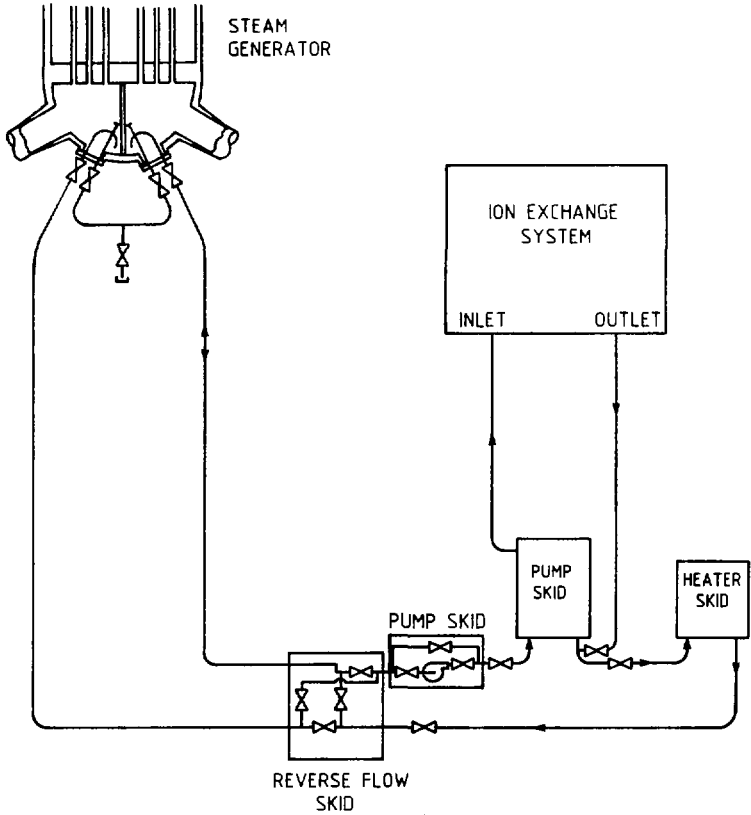 STEAM
GENERATOR
ION EXCHANGE
SYSTEM
INLET
OUTLET
PUMP
SKID
HEATER
SKID
PUMP SKID
REVERSE FLOW
SKID